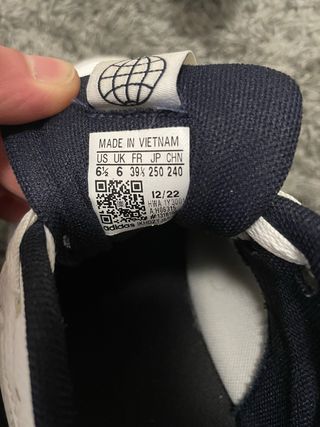 MADE IN VIETNAM
US UK FR JP CHN
6½ 6 39⅓ 250 240
12/22
adidas